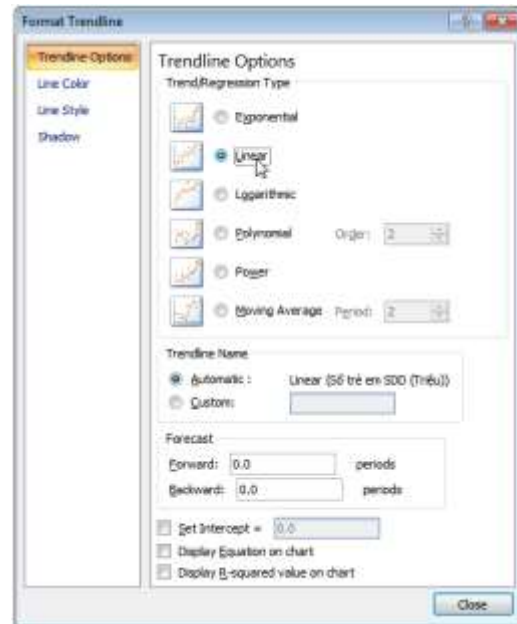 Format Trendline
Trendline Options
Line Color
Line Style
Shadow
Trendline Options
Trend/Regression Type
Exponential
Linear
Logarithmic
Polynomial Order: 2
Power
Moving Average Period: 2
Trendline Name
Automatic : Linear (Số trẻ em SDD (Triệu))
Custom:
Forecast
Forward: 0.0 periods
Backward: 0.0 periods
Set Intercept = 0.0
Display Equation on chart
Display R-squared value on chart
Close